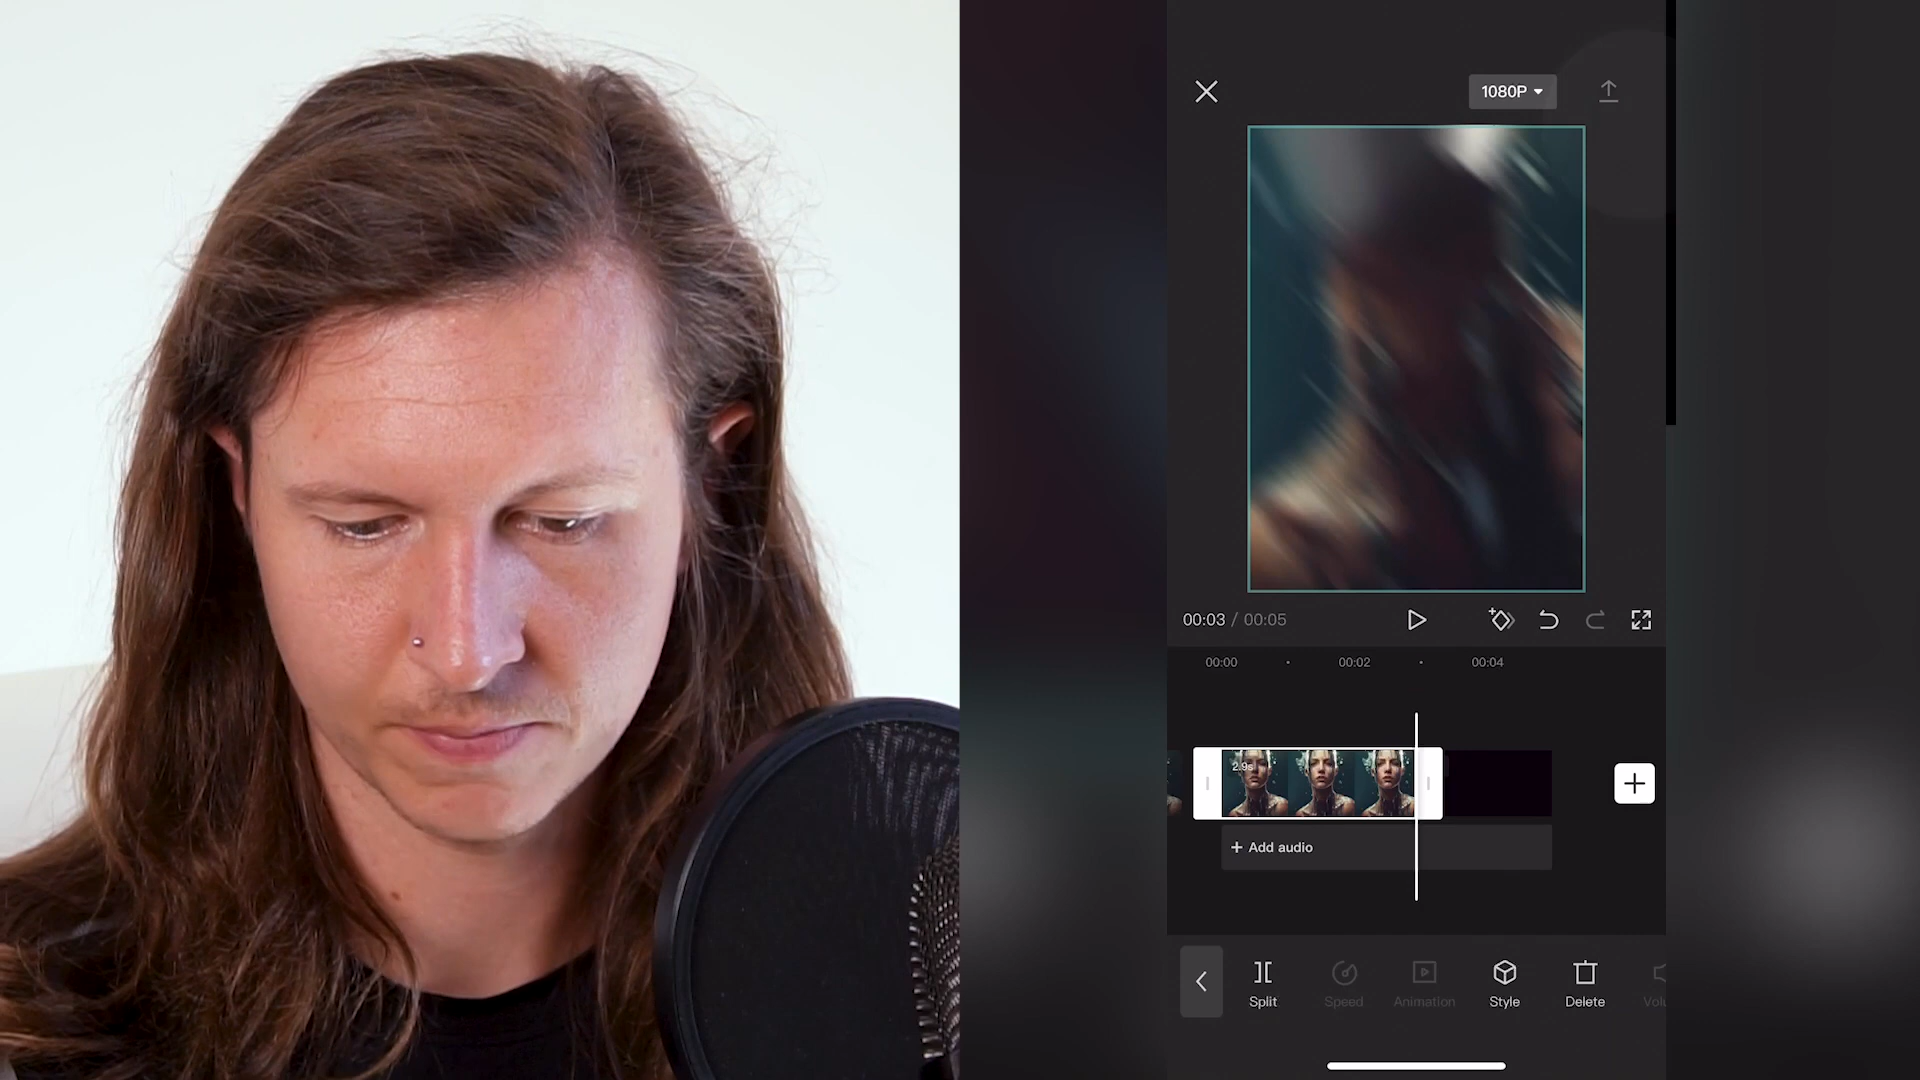 1080P
00:03 / 00:05
00:00 00:02 00:04
2.9s
+ Add audio
Split Speed Animation Style Delete